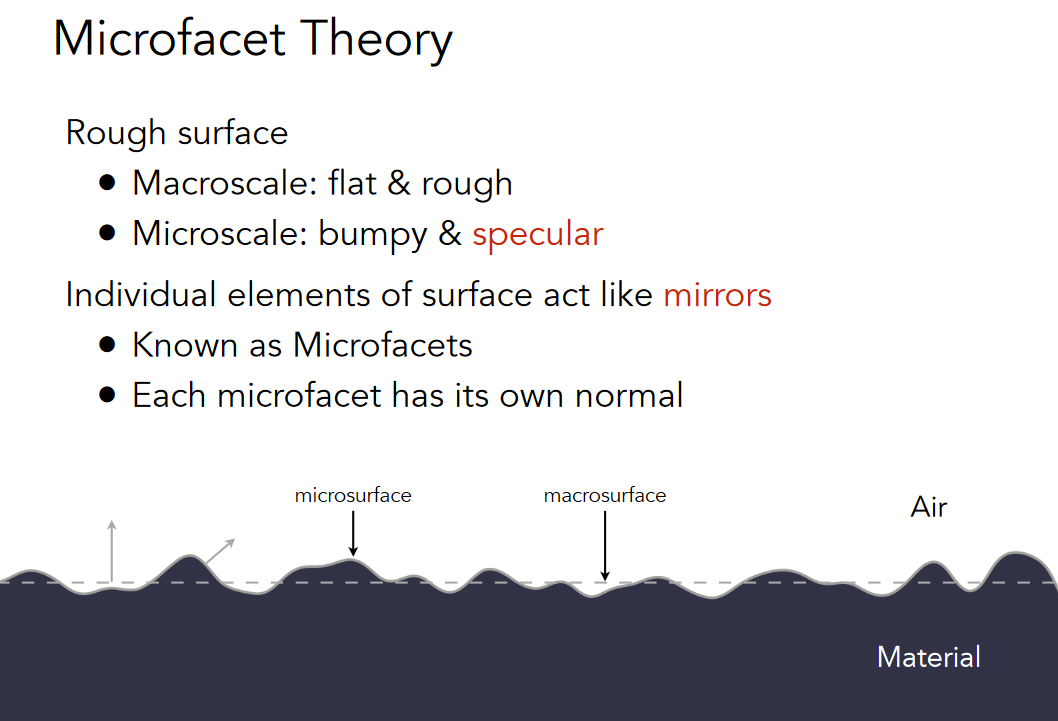 Microfacet Theory
Rough surface
● Macroscale: flat & rough
● Microscale: bumpy & specular
Individual elements of surface act like mirrors
● Known as Microfacets
● Each microfacet has its own normal
microsurface
macrosurface
Air
Material